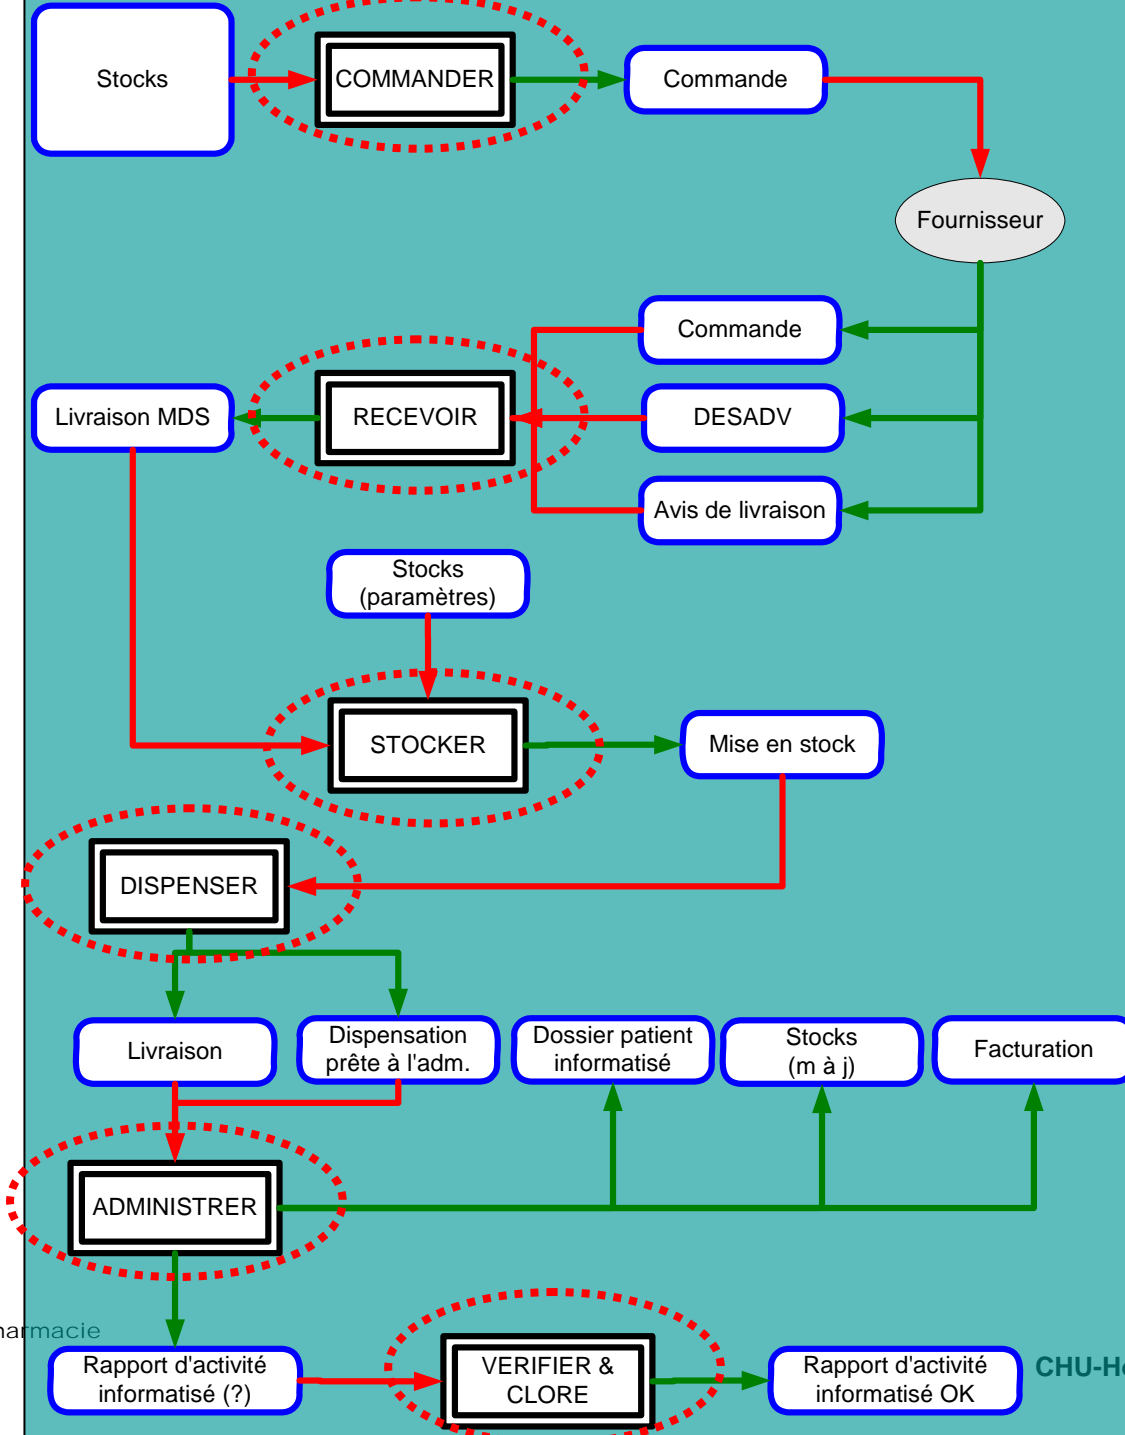 Stocks
COMMANDER
Commande
Fournisseur
Commande
Livraison MDS
RECEVOIR
DESADV
Avis de livraison
Stocks
(paramètres)
STOCKER
Mise en stock
DISPENSER
Livraison
Dispensation
prête à l'adm.
Dossier patient
informatisé
Stocks
(m à j)
Facturation
ADMINISTRER
armacie
Rapport d'activité
informatisé (?)
VERIFIER &
CLORE
Rapport d'activité
informatisé OK
CHU-H